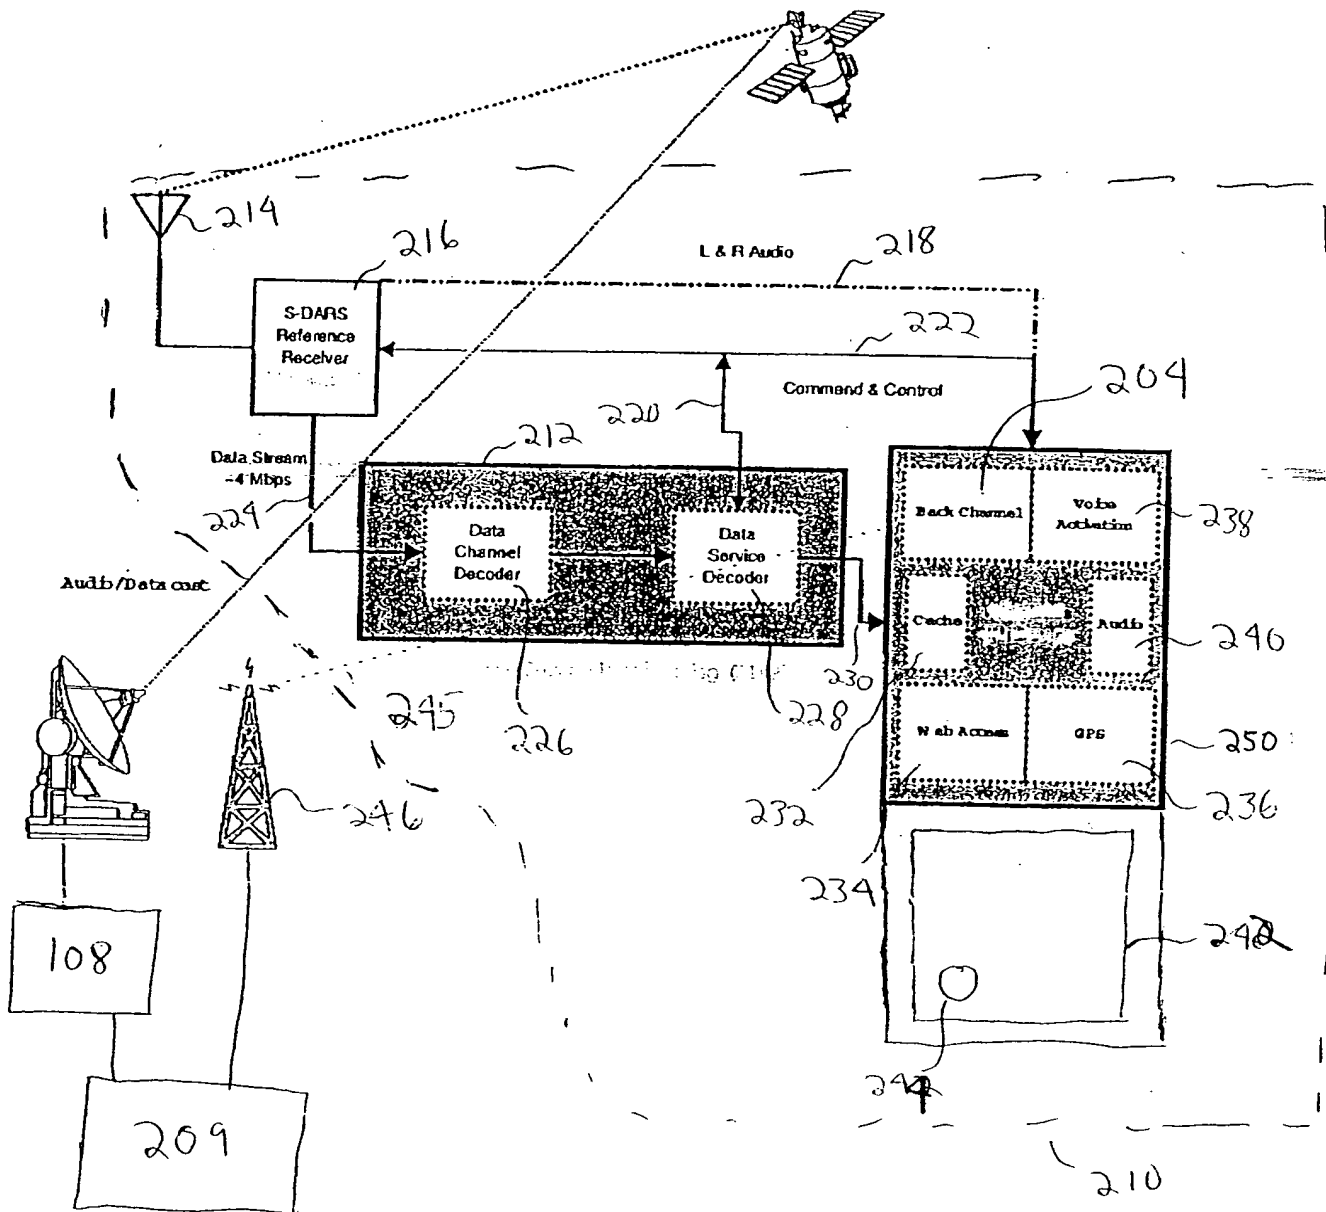 214
216
L & R Audio
218
S-DARS
Reference
Receiver
222
204
Command & Control
220
212
Data Stream
~4 Mbps
224
Back Channel
Voice
Activation
238
Data
Channel
Decoder
Data
Service
Decoder
Audio/Data cast
Cache
Audio
240
230
245
226
228
Web Access
GPS
250
246
232
236
234
108
242
244
209
210